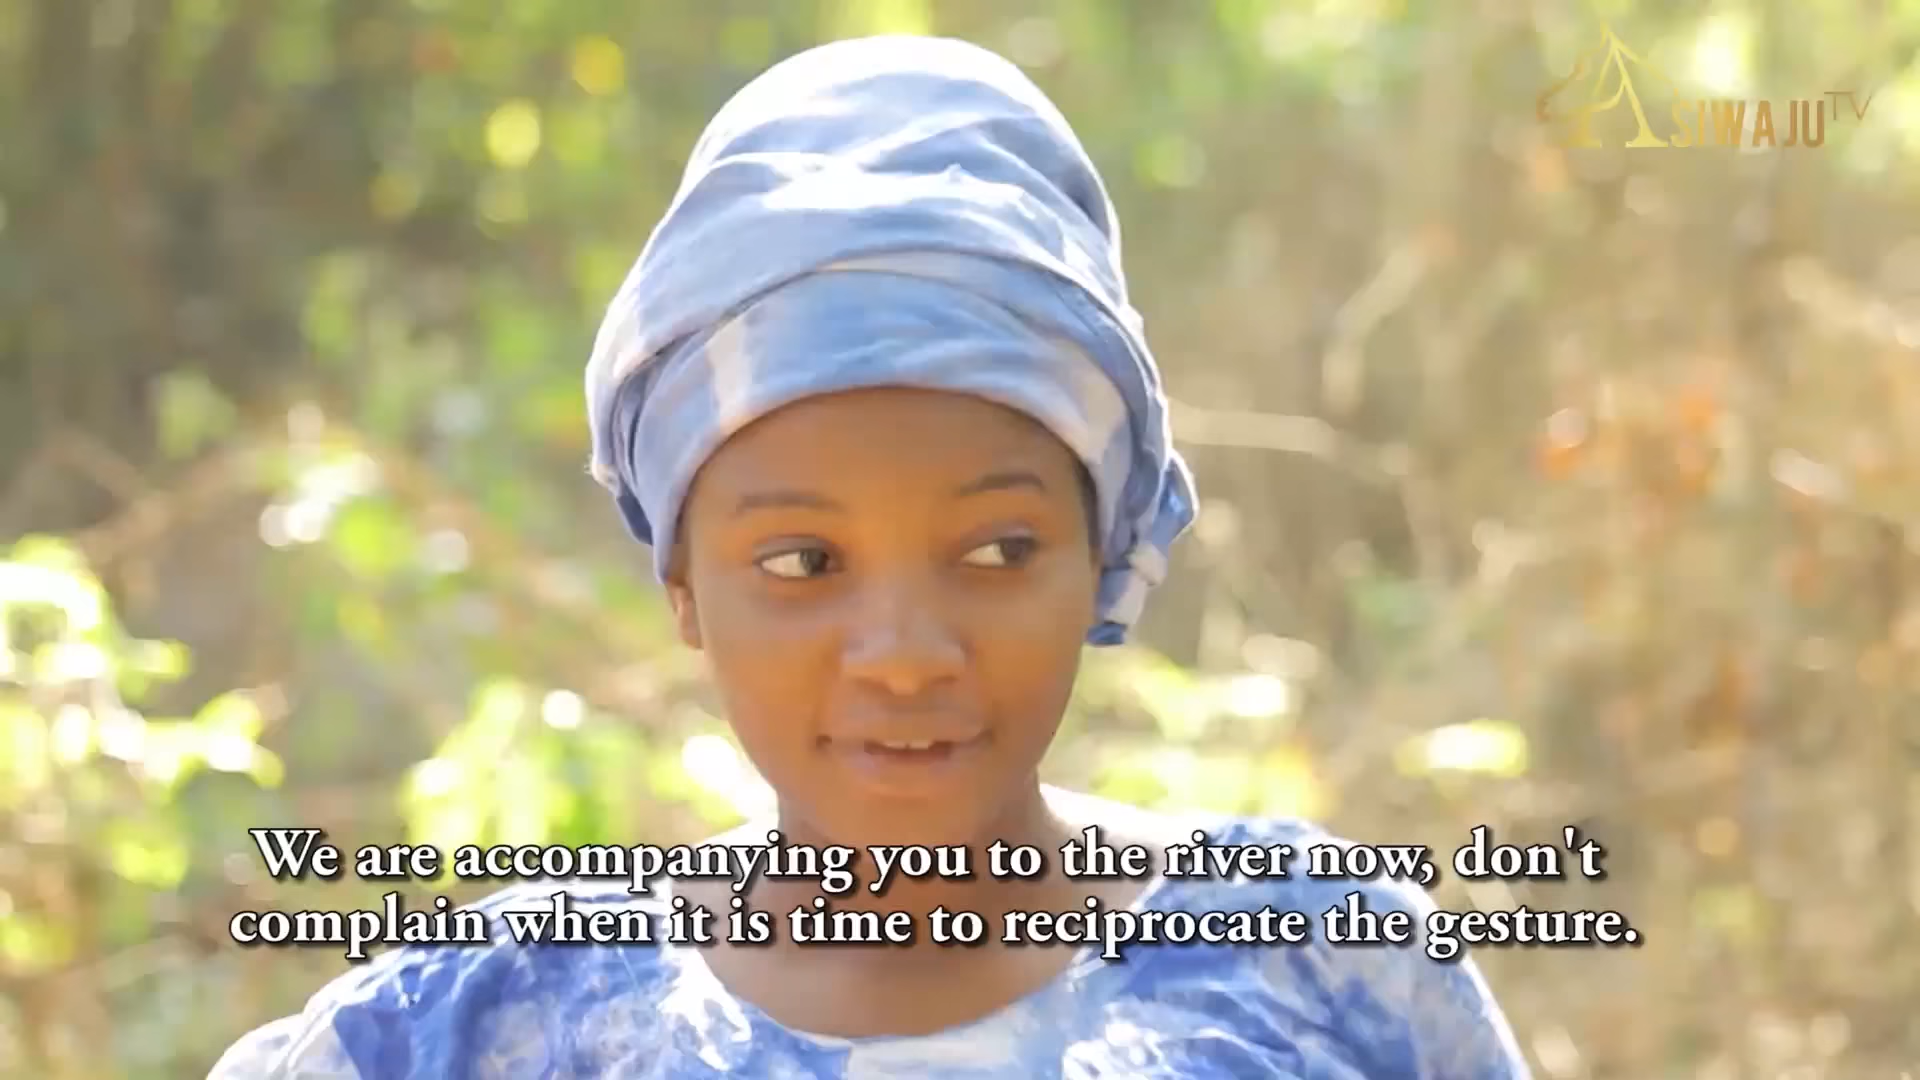 ASIWAJU TV
We are accompanying you to the river now, don't
complain when it is time to reciprocate the gesture.